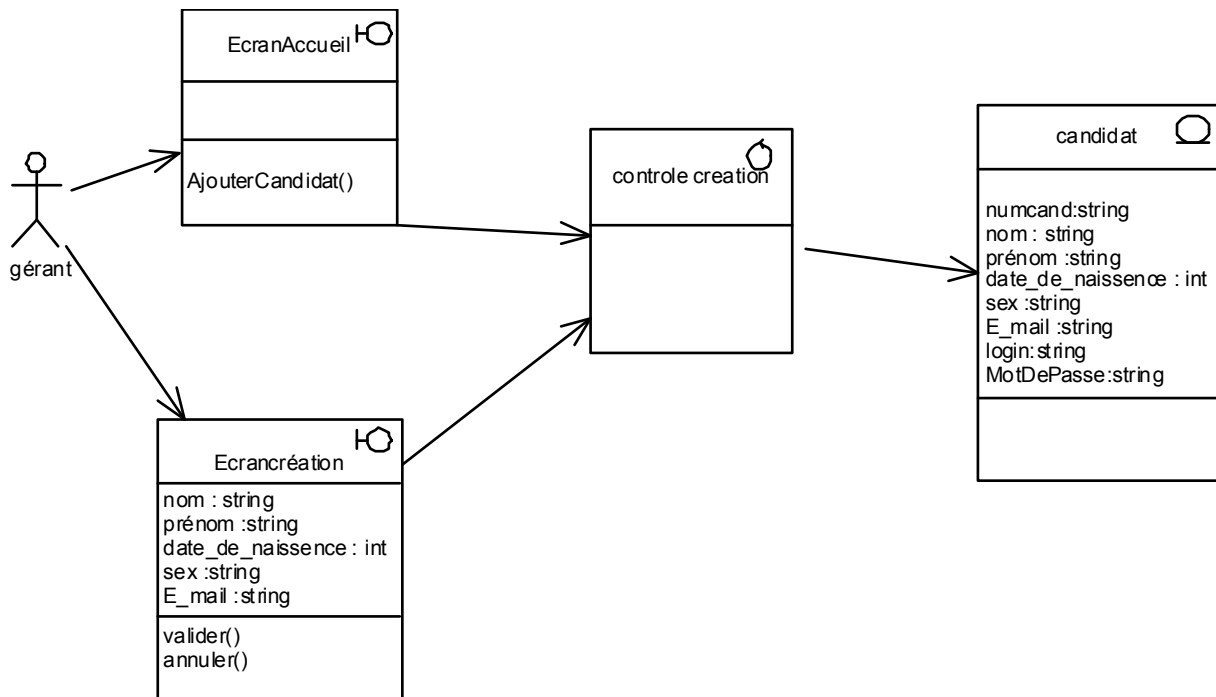 EcranAccueil
AjouterCandidat()
gérant
controle creation
candidat
numcand:string
nom : string
prénom :string
date_de_naissence : int
sex :string
E_mail :string
login:string
MotDePasse:string
Ecrancréation
nom : string
prénom :string
date_de_naissence : int
sex :string
E_mail :string
valider()
annuler()